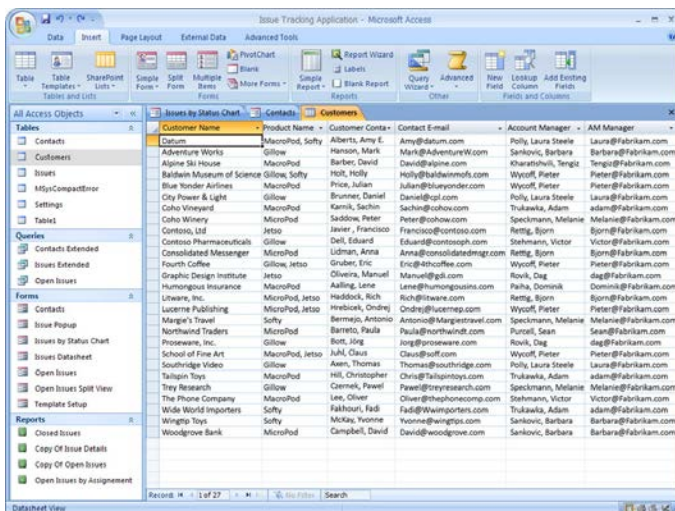 Issue Tracking Application - Microsoft Access
Data Insert Page Layout External Data Advanced Tools
Table
Table Templates
SharePoint Lists
Tables and Lists
Simple Form
Split Form
Multiple Items
PivotChart
Blank
More Forms
Forms
Simple Report
Report Wizard
Labels
Blank Report
Reports
Query Wizard
Advanced
Other
New Field
Lookup Column
Add Existing Fields
Fields and Columns
All Access Objects
Tables
Contacts
Customers
Issues
MSysCompactError
Settings
Table1
Queries
Contacts Extended
Issues Extended
Open Issues
Forms
Contacts
Issue Popup
Issues by Status Chart
Issues Datasheet
Open Issues
Open Issues Split View
Template Setup
Reports
Closed Issues
Copy Of Issue Details
Copy Of Open Issues
Open Issues by Assignement
Issues by Status Chart Contacts Customers
Customer Name Product Name Customer Conta Contact E-mail Account Manager AM Manager
Datum MacroPod, Softy Alberts, Amy E. Amy@datum.com Polly, Laura Steele Laura@Fabrikam.com
Adventure Works Gillow Hanson, Mark Mark@AdventureW.com Sankovic, Barbara Barbara@Fabrikam.com
Alpine Ski House MacroPod Barber, David David@alpine.com Kharatishvili, Tengiz Tengiz@Fabrikam.com
Baldwin Museum of Science Gillow, Softy Holt, Holly Holly@baldwinmofs.com Wycoff, Pieter Pieter@Fabrikam.com
Blue Yonder Airlines MacroPod Price, Julian Julian@blueyonder.com Wycoff, Pieter Pieter@Fabrikam.com
City Power & Light Gillow Brunner, Daniel Daniel@cpl.com Polly, Laura Steele Laura@Fabrikam.com
Coho Vineyard MacroPod Karnik, Sachin Sachin@cohov.com Trukawka, Adam adam@Fabrikam.com
Coho Winery MacroPod Saddow, Peter Peter@cohow.com Speckmann, Melanie Melanie@Fabrikam.com
Contoso, Ltd Jetso Javier , Francisco Francisco@contoso.com Rettig, Bjorn Bjorn@Fabrikam.com
Contoso Pharmaceuticals Gillow Dell, Eduard Eduard@contosoph.com Stehmann, Victor Victor@Fabrikam.com
Consolidated Messenger MacroPod Lidman, Anna Anna@consolidatedmsgr.com Rettig, Bjorn Bjorn@Fabrikam.com
Fourth Coffee Gillow, Jetso Gruber, Eric Eric@4thcoffee.com Wycoff, Pieter Pieter@Fabrikam.com
Graphic Design Institute Jetso Oliveira, Manuel Manuel@gdi.com Rovik, Dag dag@Fabrikam.com
Humongous Insurance MacroPod Aalling, Lene Lene@humongousins.com Paiha, Dominik Dominik@Fabrikam.com
Litware, Inc. MacroPod, Jetso Haddock, Rich Rich@litware.com Rettig, Bjorn Bjorn@Fabrikam.com
Lucerne Publishing MacroPod, Jetso Hrebicek, Ondrej Ondrej@lucernep.com Wycoff, Pieter Pieter@Fabrikam.com
Margie's Travel Softy Bermejo, Antonio Antonio@Margiestravel.com Speckmann, Melanie Melanie@Fabrikam.com
Northwind Traders MicroPod Barreto, Paula Paula@northwindt.com Purcell, Sean Sean@Fabrikam.com
Proseware, Inc. Gillow Bott, Jörg Jorg@proseware.com Rovik, Dag dag@Fabrikam.com
School of Fine Art MacroPod, Jetso Juhl, Claus Claus@soff.com Wycoff, Pieter Pieter@Fabrikam.com
Southridge Video Gillow Axen, Thomas Thomas@southridge.com Polly, Laura Steele Laura@Fabrikam.com
Tailspin Toys MacroPod Hill, Christopher Chris@Tailspintoys.com Trukawka, Adam adam@Fabrikam.com
Trey Research Gillow Czernek, Pawel Pawel@treyresearch.com Speckmann, Melanie Melanie@Fabrikam.com
The Phone Company MacroPod Lee, Oliver Oliver@thephonecomp.com Stehmann, Victor Victor@Fabrikam.com
Wide World Importers Softy Fakhouri, Fadi Fadi@Wwimporters.com Trukawka, Adam adam@Fabrikam.com
Wingtip Toys Softy McKay, Yvonne Yvonne@wingtips.com Sankovic, Barbara Barbara@Fabrikam.com
Woodgrove Bank MicroPod Campbell, David David@woodgrove.com Sankovic, Barbara Barbara@Fabrikam.com
Record: 1 of 27 No Filter Search
Datasheet View